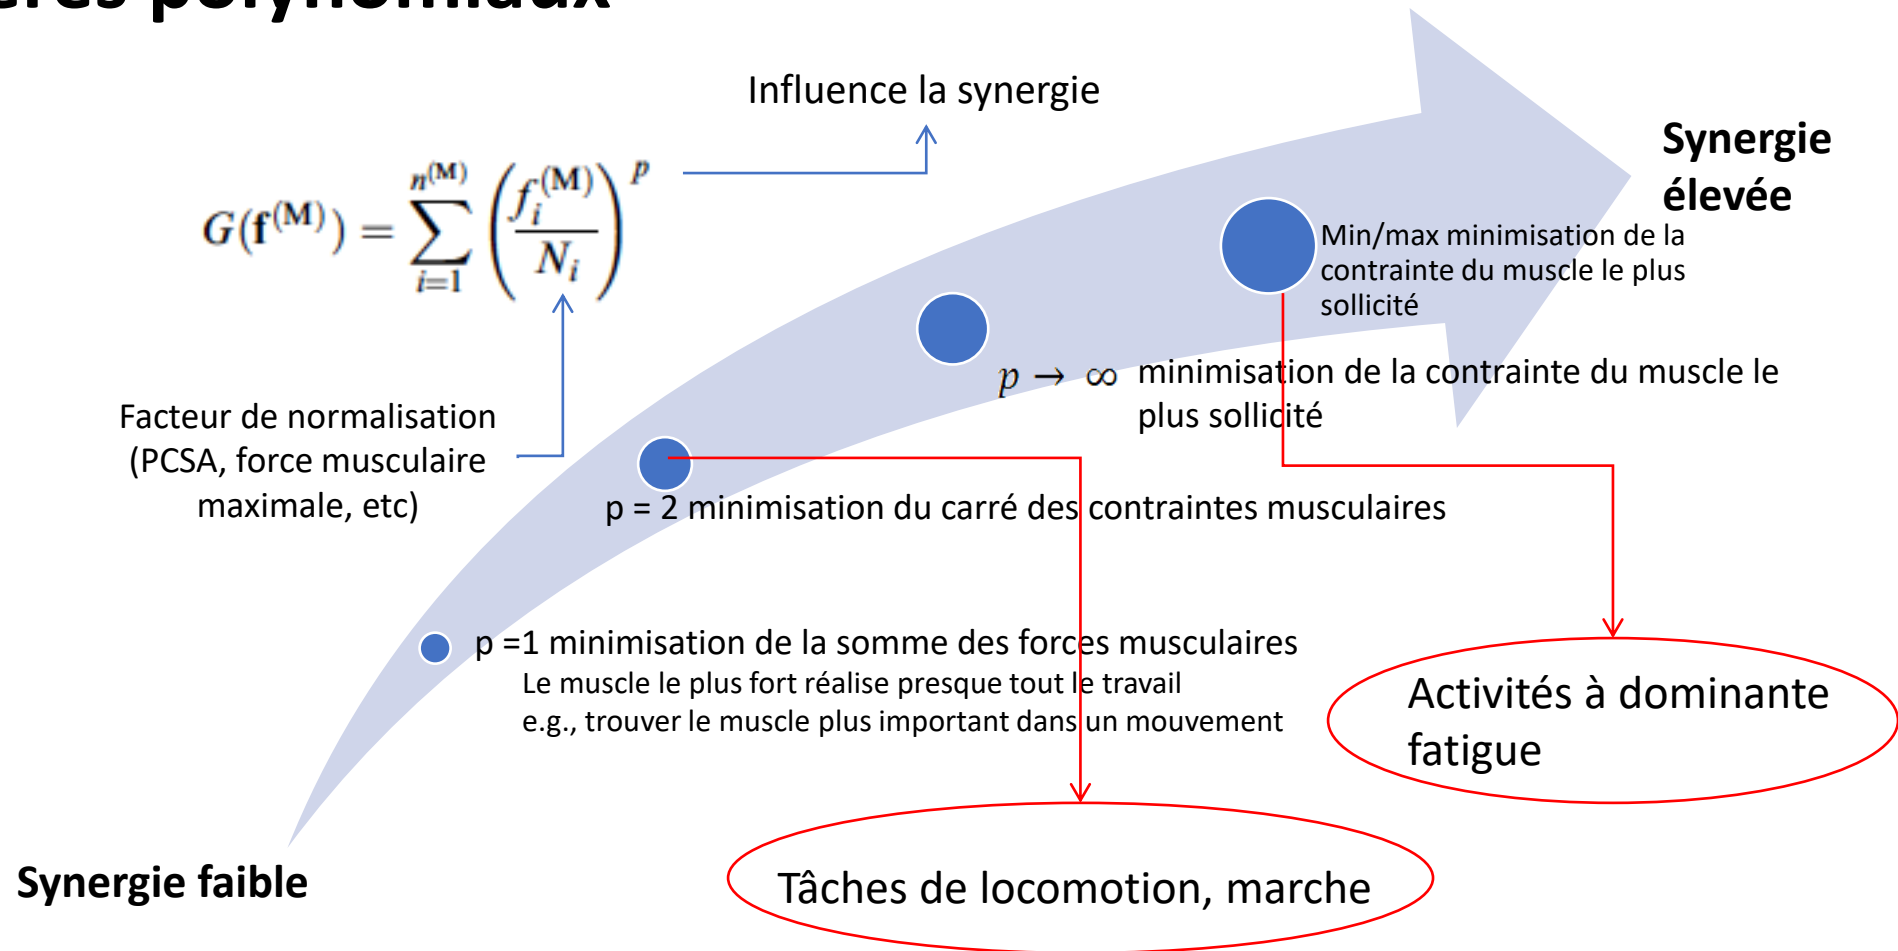 polynomiaux
Influence la synergie
G(f^(M)) = \sum_{i=1}^{n^(M)} (f_i^(M) / N_i)^p
Synergie
élevée
Min/max minimisation de la
contrainte du muscle le plus
sollicité
p → ∞ minimisation de la contrainte du muscle le
plus sollicité
Facteur de normalisation
(PCSA, force musculaire
maximale, etc)
p = 2 minimisation du carré des contraintes musculaires
p =1 minimisation de la somme des forces musculaires
Le muscle le plus fort réalise presque tout le travail
e.g., trouver le muscle plus important dans un mouvement
Activités à dominante
fatigue
Tâches de locomotion, marche
Synergie faible